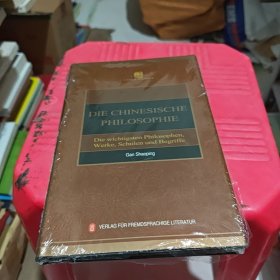 DIE CHINESISCHE
PHILOSOPHIE
Die wichtigsten Philosophen,
Werke, Schulen und Begriffe
Gan Shaoping
VERLAG FÜR FREMDSPRACHIGE LITERATUR